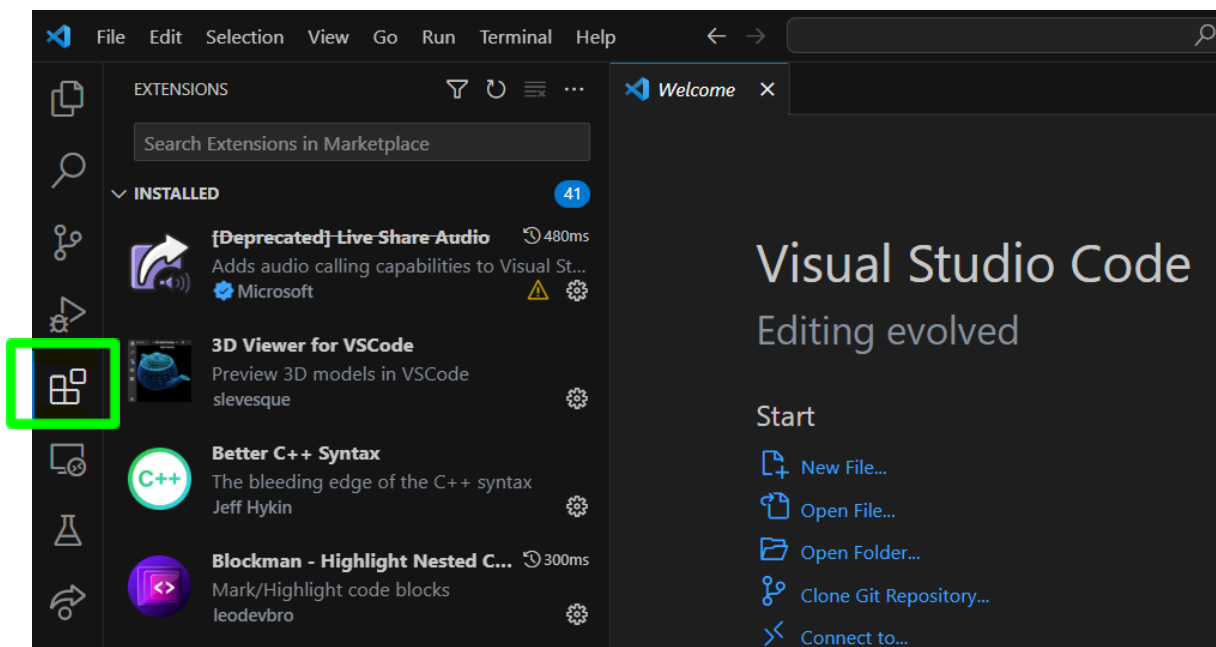 File Edit Selection View Go Run Terminal Help
EXTENSIONS
Search Extensions in Marketplace
INSTALLED 41
[Deprecated] Live Share Audio 480ms
Adds audio calling capabilities to Visual St...
Microsoft
3D Viewer for VSCode
Preview 3D models in VSCode
slevesque
Better C++ Syntax
The bleeding edge of the C++ syntax
Jeff Hykin
C++
Blockman - Highlight Nested C... 300ms
Mark/Highlight code blocks
leodevbro
Welcome
Visual Studio Code
Editing evolved
Start
New File...
Open File...
Open Folder...
Clone Git Repository...
Connect to...